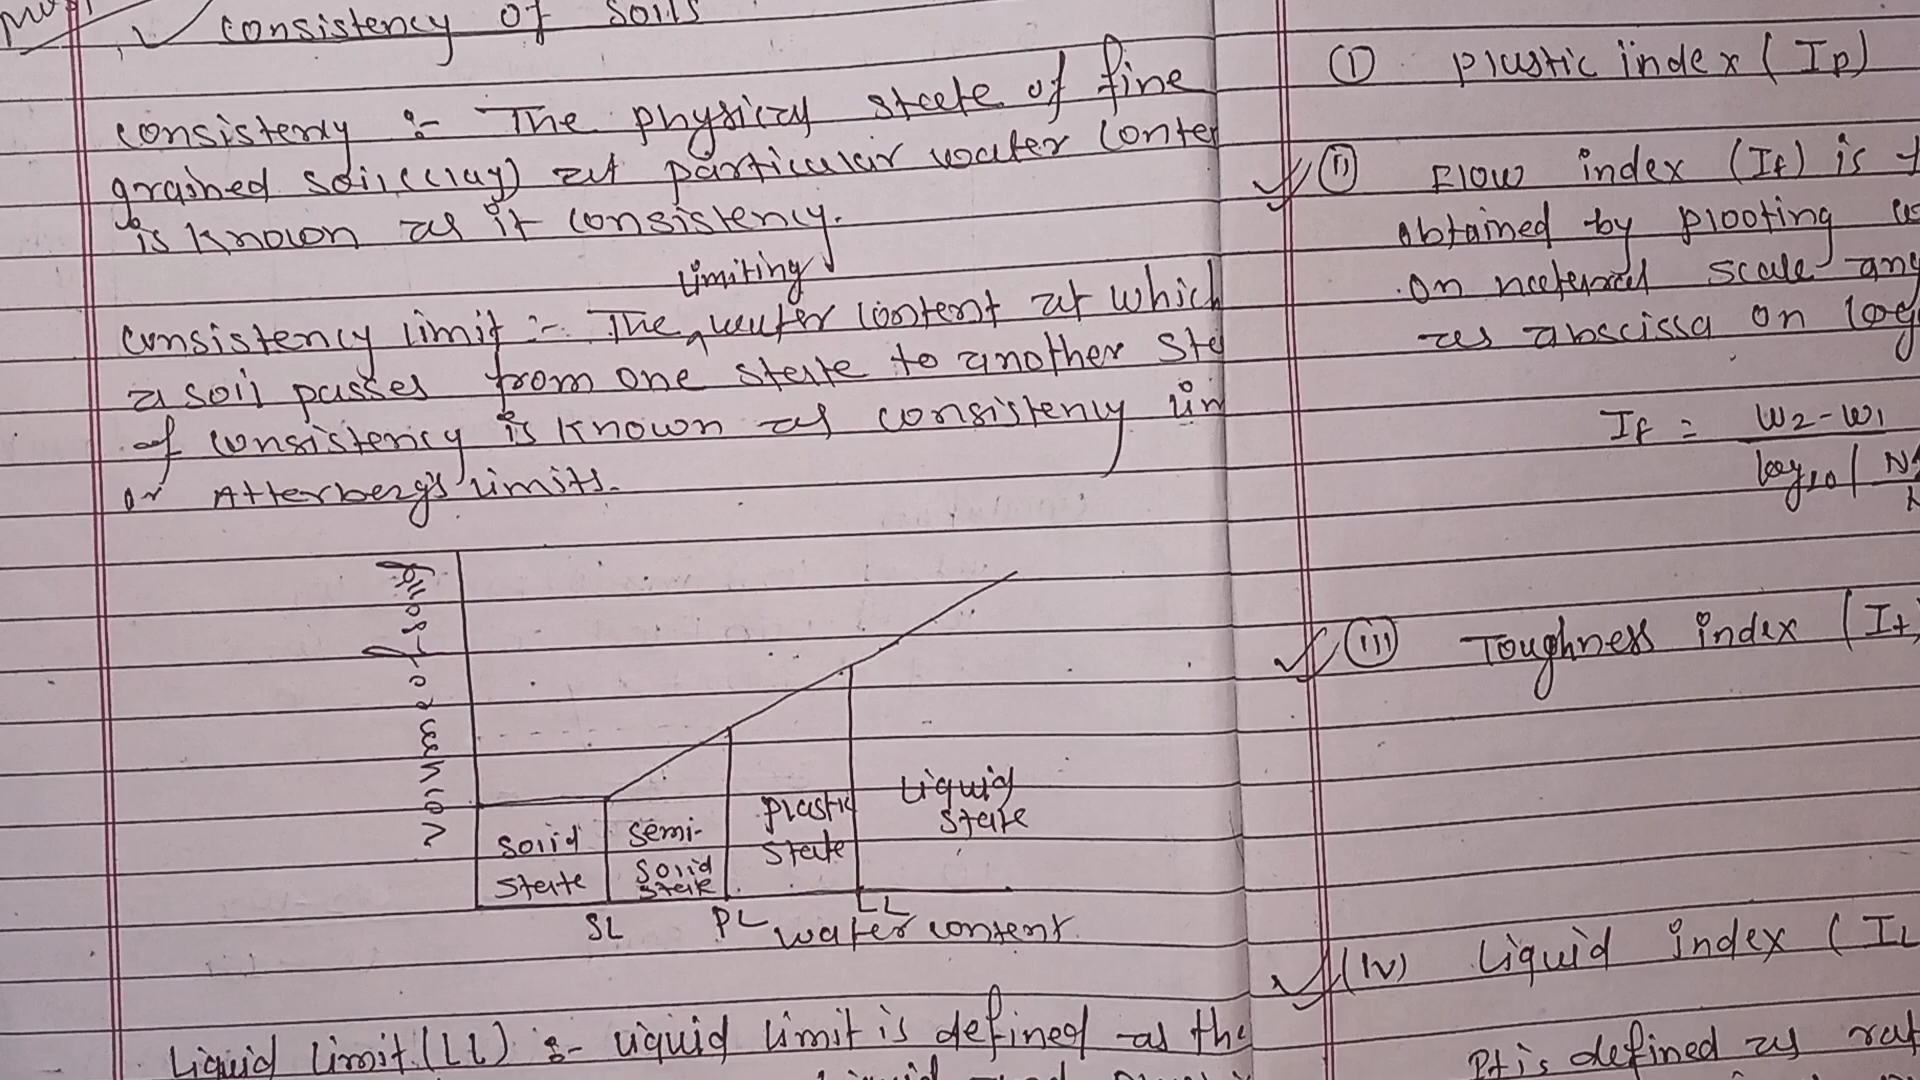 consistency of soils
consistency :- The physical state of fine
grained soil (clay) at particular water
is known as it consistency.
limiting
consistency limit :- The water content at which
a soil passes from one state to another
of consistency is known as consistency
or Atterberg's limits.
volume of soil
solid
state
semi-
solid
state
plastic
state
liquid
state
SL
PL
LL
water content
Liquid limit (LL) :- liquid limit is defined as the
(I) plastic index (Ip)
(II) Flow index (If) is
obtained by plooting
on natural scale
as abscissa on log
If = w2-w1
log10
(III) Toughness index (It)
(IV) Liquid index (IL
It is defined as